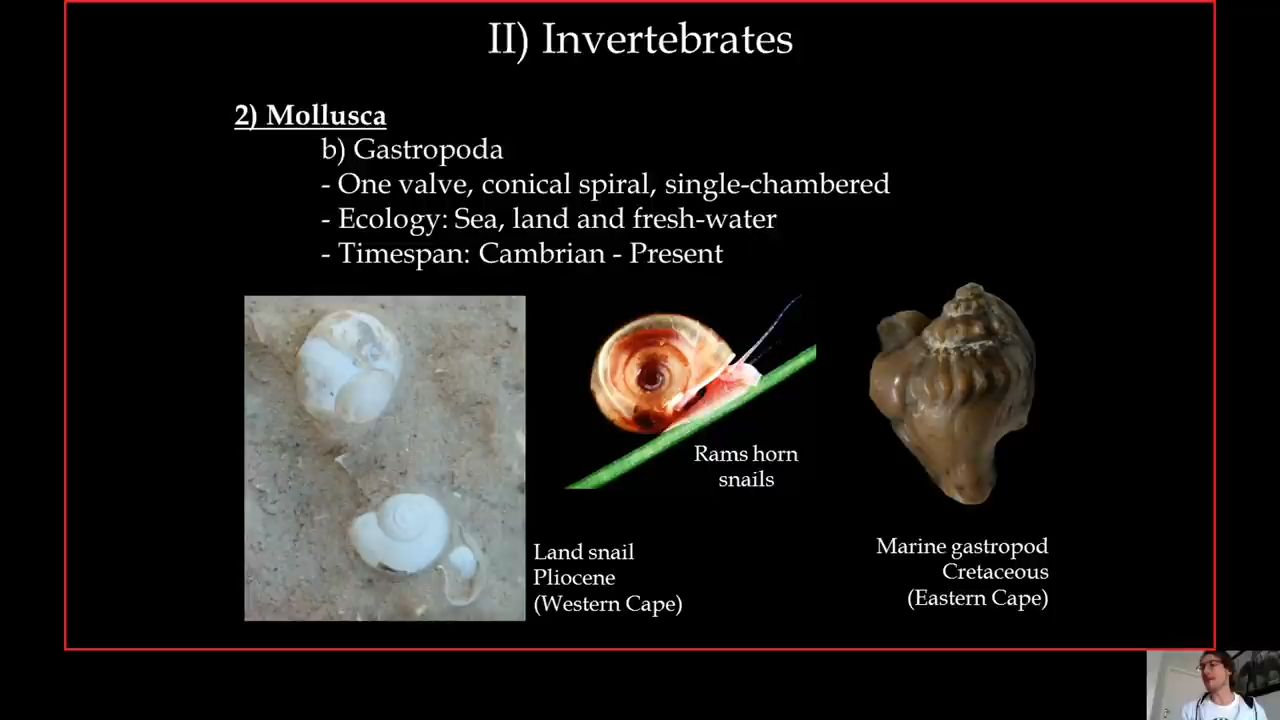 II) Invertebrates
2) Mollusca
b) Gastropoda
- One valve, conical spiral, single-chambered
- Ecology: Sea, land and fresh-water
- Timespan: Cambrian - Present
Rams horn
snails
Land snail
Pliocene
(Western Cape)
Marine gastropod
Cretaceous
(Eastern Cape)